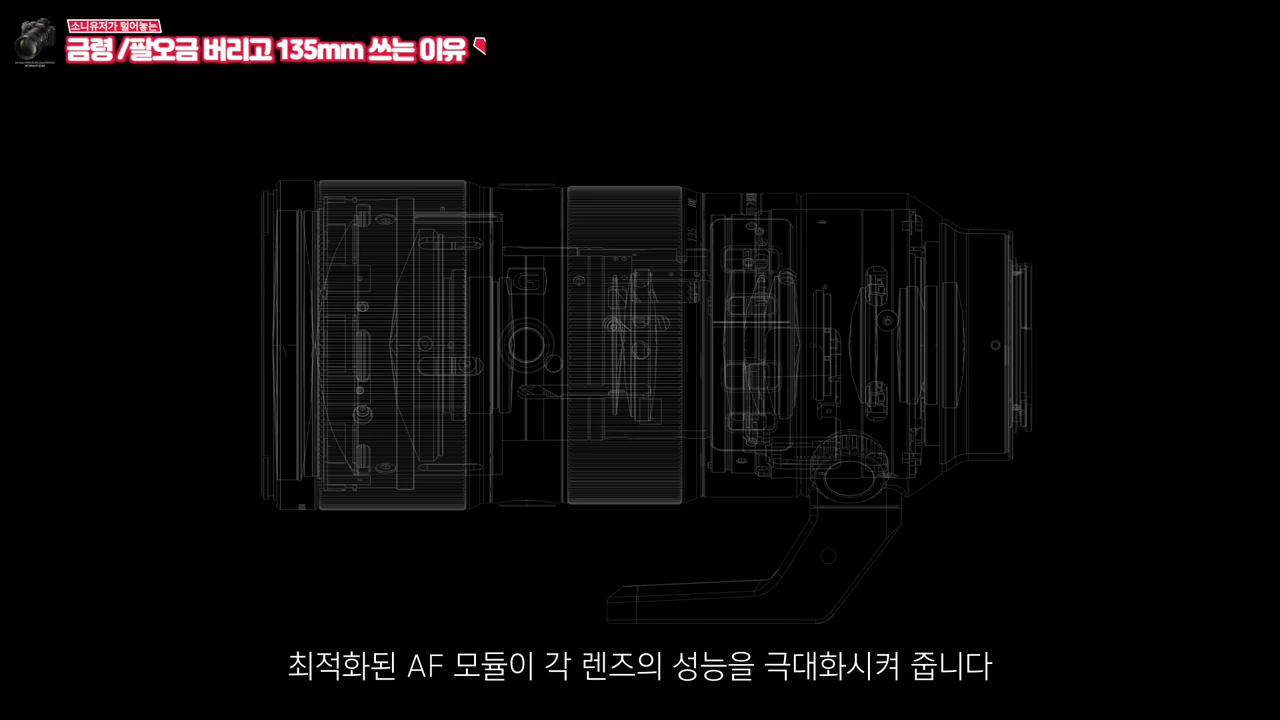 소니유저가 털어놓는
금령 /팔오금 버리고 135mm 쓰는 이유
135
G
최적화된 AF 모듈이 각 렌즈의 성능을 극대화시켜 줍니다